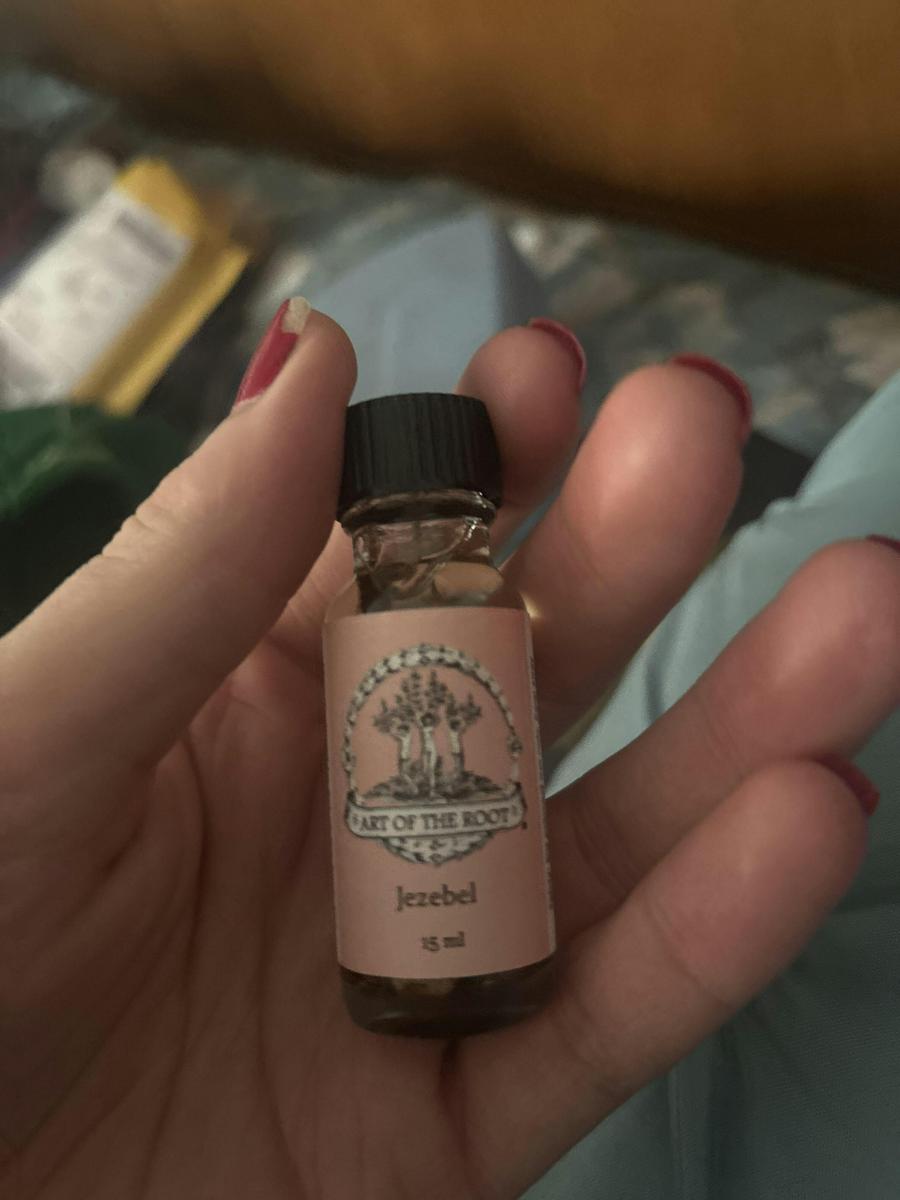 ART OF THE ROOT
Jezebel
15 ml